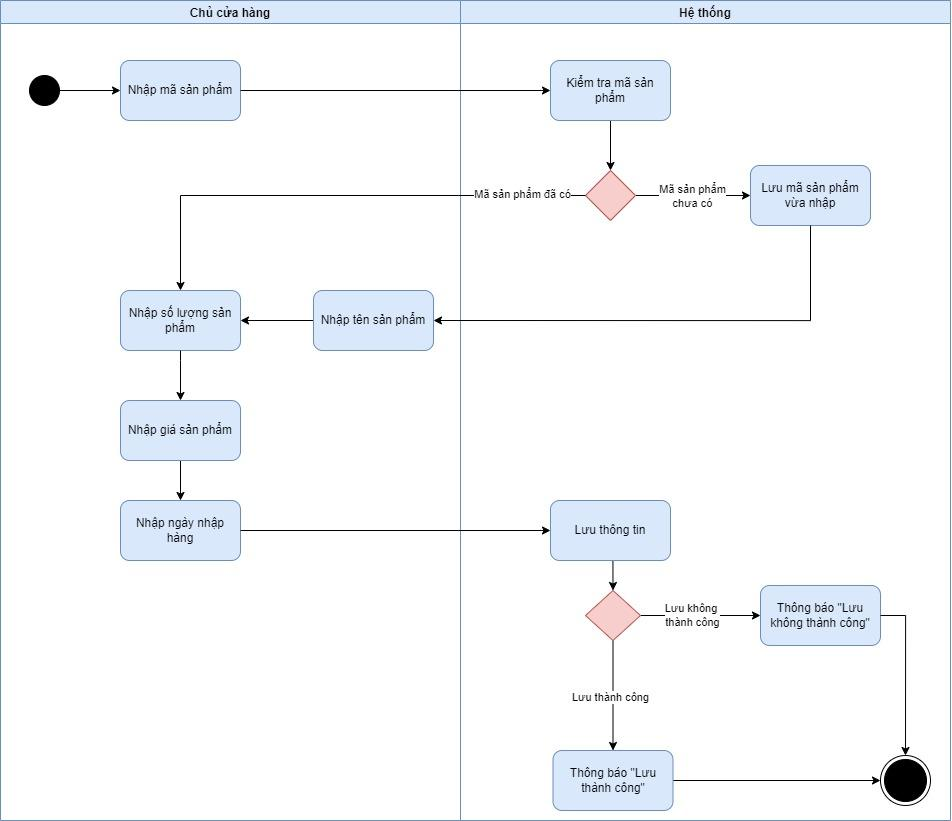 Chủ cửa hàng
Hệ thống
Nhập mã sản phẩm
Kiểm tra mã sản
phẩm
Mã sản phẩm đã có
Mã sản phẩm
chưa có
Lưu mã sản phẩm
vừa nhập
Nhập số lượng sản
phẩm
Nhập tên sản phẩm
Nhập giá sản phẩm
Nhập ngày nhập
hàng
Lưu thông tin
Lưu không
thành công
Thông báo "Lưu
không thành công"
Lưu thành công
Thông báo "Lưu
thành công"